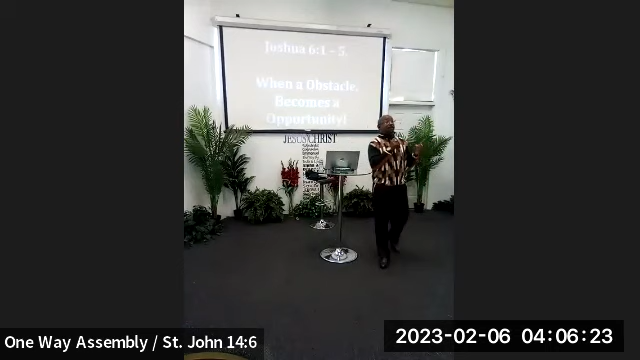 Joshua 6:1 – 5.
When a Obstacle,
Becomes a
Opportunity!
JESUS CHRIST
One Way Assembly / St. John 14:6
2023-02-06 04:06:23